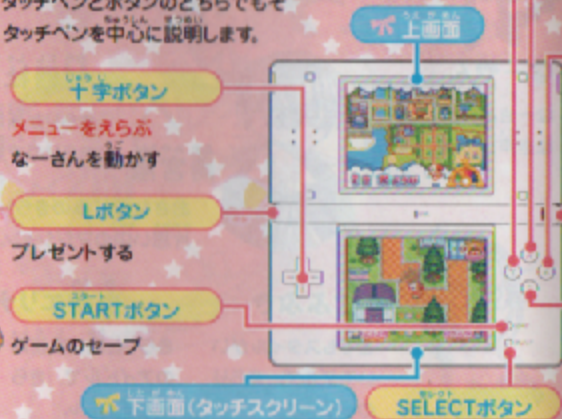 タッチペンとボタンのどちらでもそ
タッチペンを中心に説明します。
上画面
十字ボタン
メニューをえらぶ
なーさんを動かす
Lボタン
プレゼントする
STARTボタン
ゲームのセーブ
下画面(タッチスクリーン)
SELECTボタン